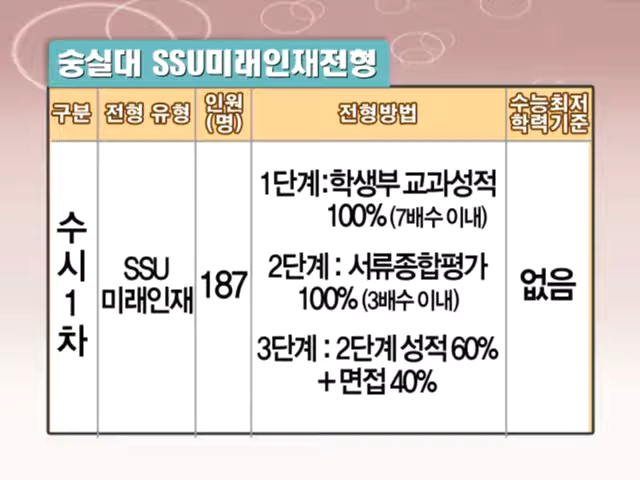 숭실대 SSU미래인재전형
구분 전형 유형 인원(명) 전형방법 수능최저학력기준
수시1차
SSU
미래인재
187
1단계:학생부 교과성적
100% (7배수 이내)
2단계 : 서류종합평가
100% (3배수 이내)
3단계 : 2단계 성적 60%
+ 면접 40%
없음